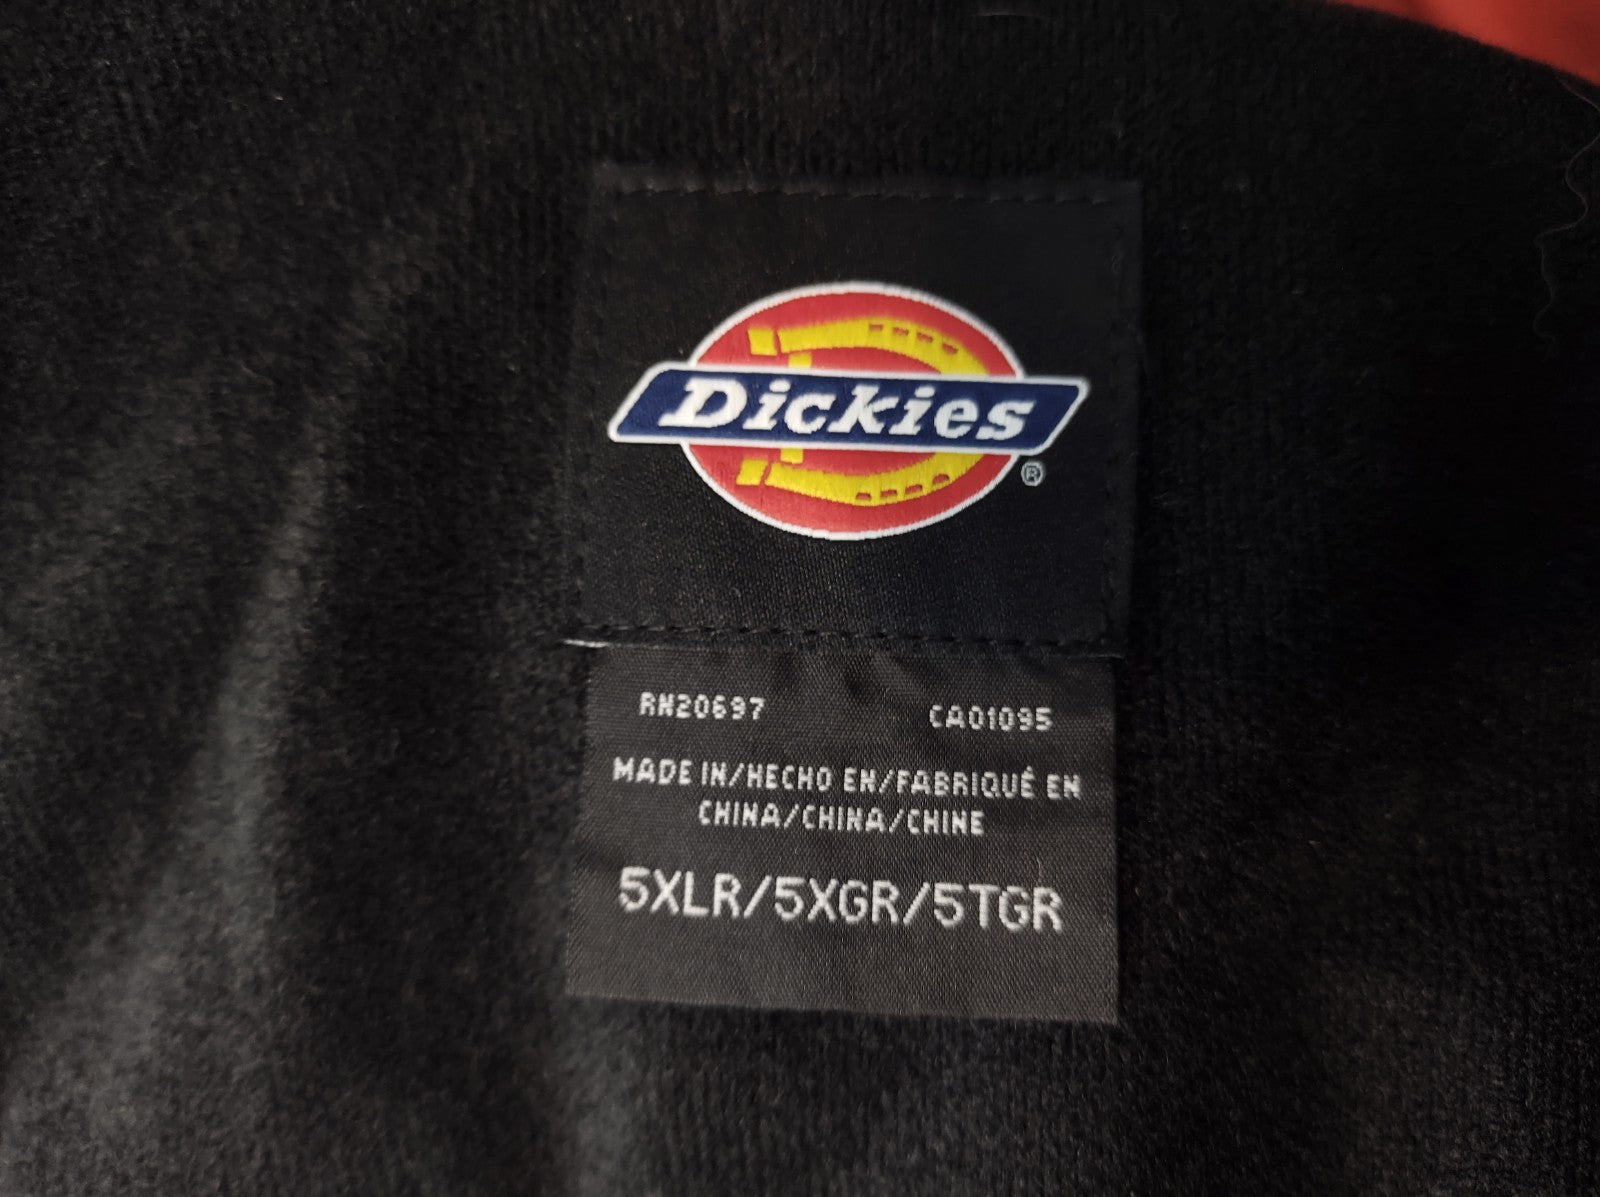 Dickies
®
RN20697 CA01095
MADE IN/HECHO EN/FABRIQUÉ EN
CHINA/CHINA/CHINE
5XLR/5XGR/5TGR